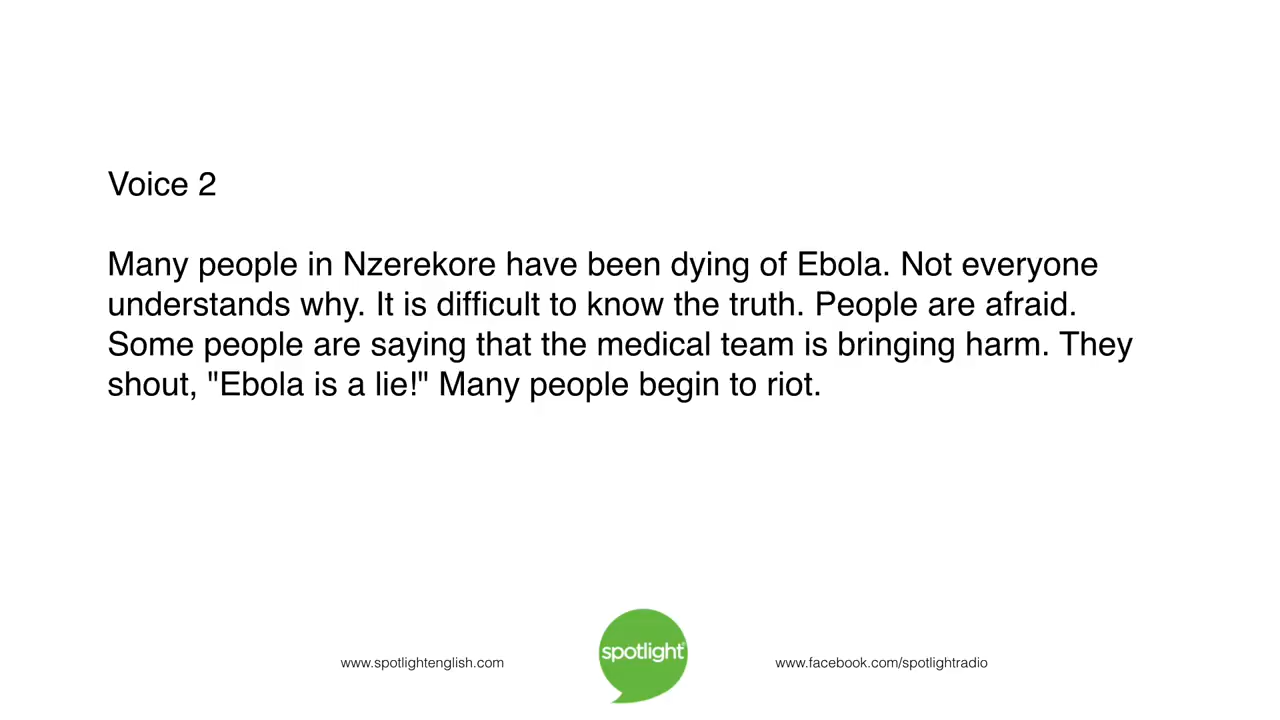 Voice 2
Many people in Nzerekore have been dying of Ebola. Not everyone
understands why. It is difficult to know the truth. People are afraid.
Some people are saying that the medical team is bringing harm. They
shout, "Ebola is a lie!" Many people begin to riot.
www.spotlightenglish.com
spotlight
www.facebook.com/spotlightradio